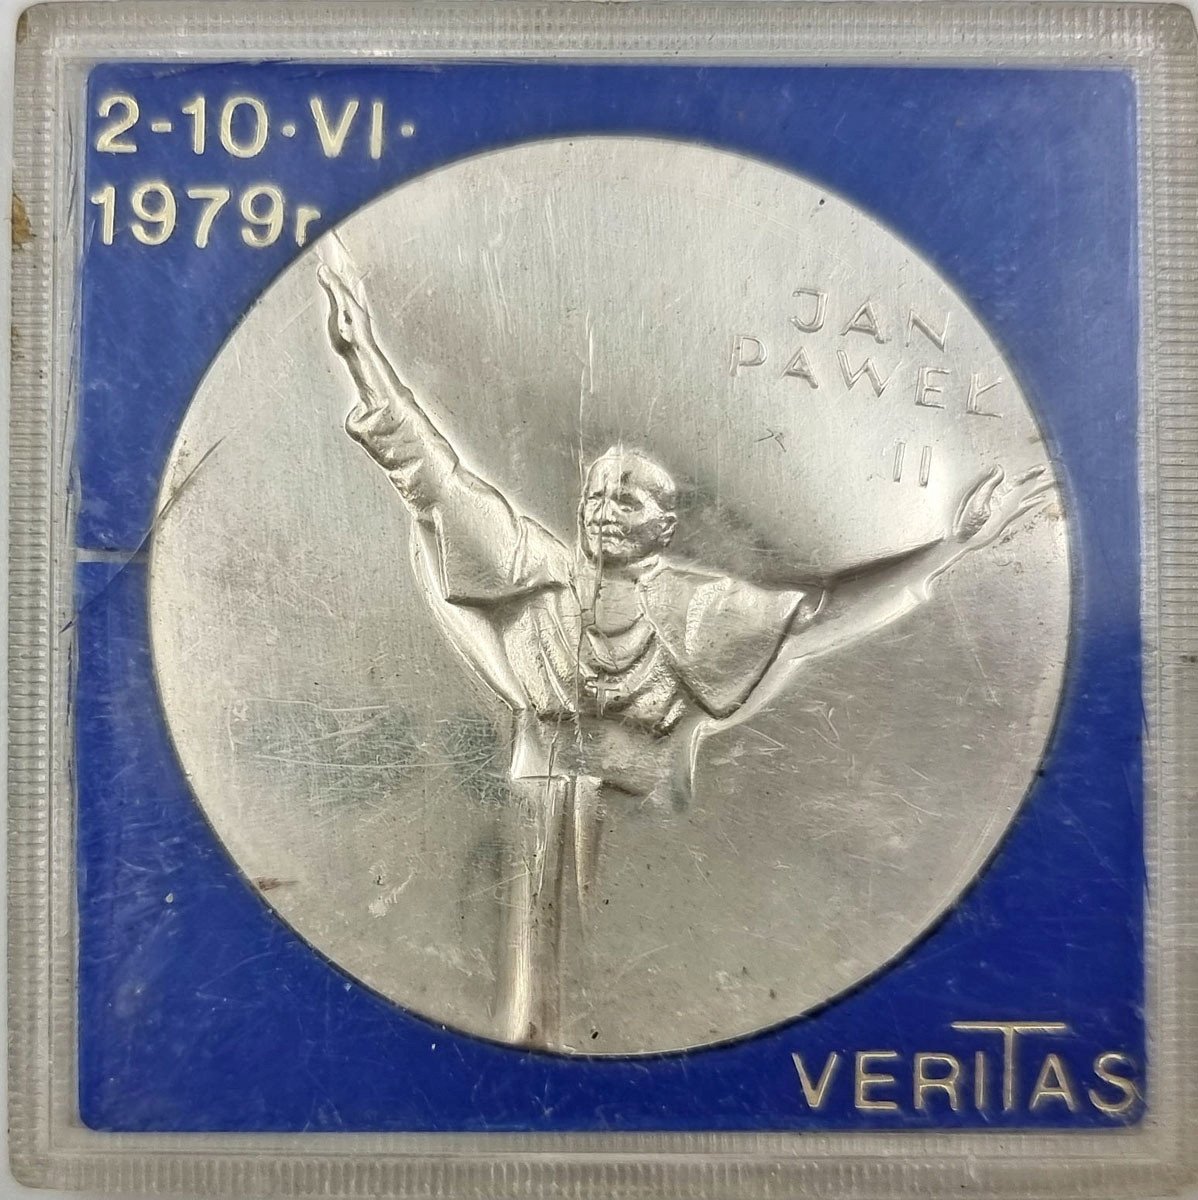 2-10·VI·
1979r
JAN
PAWEŁ
II
VERITAS